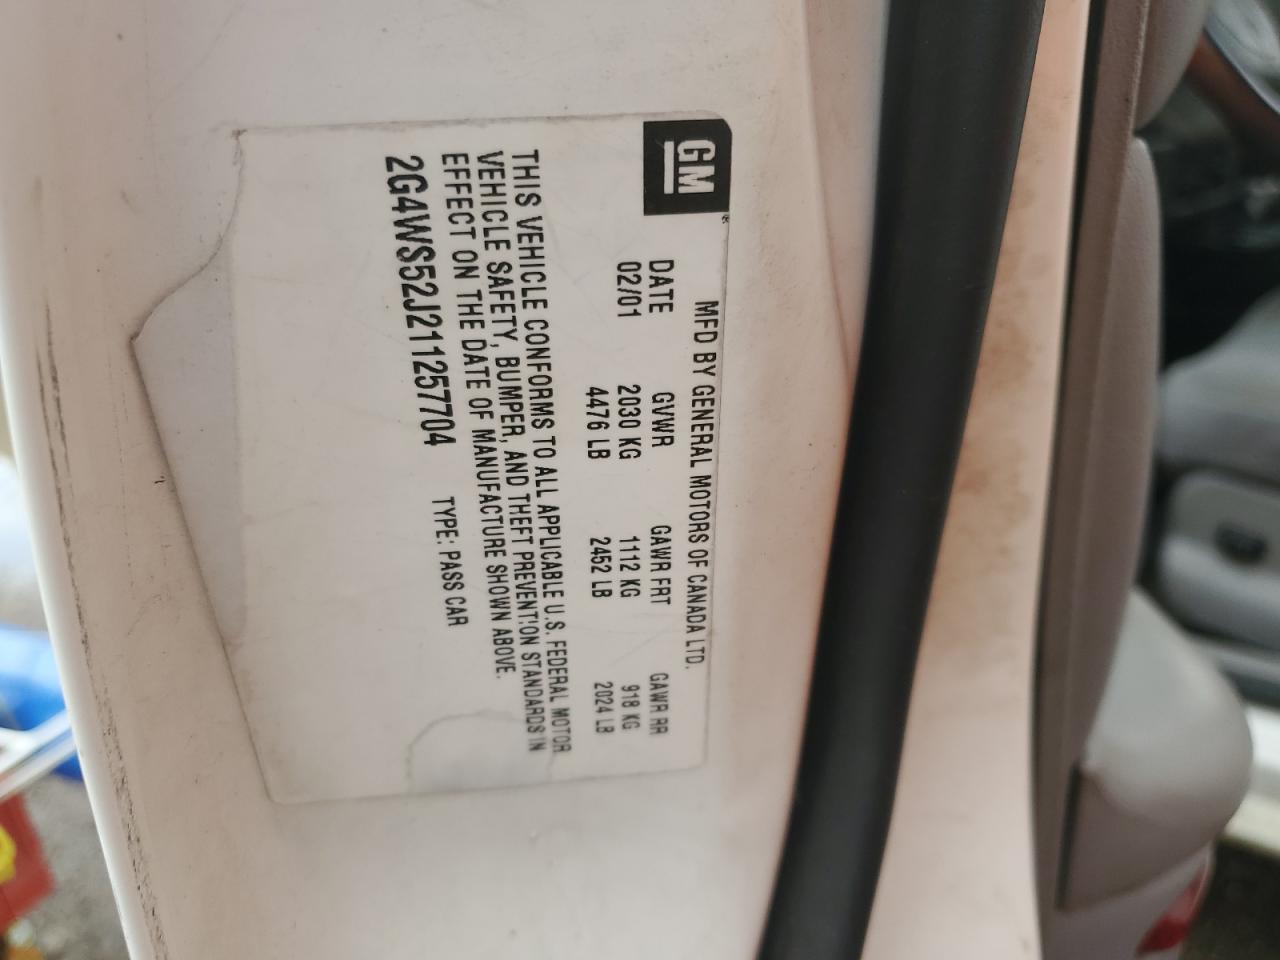 GM
MFD BY GENERAL MOTORS OF CANADA LTD.
DATE GVWR GAWR FRT GAWR RR
02/01 2030 KG 1112 KG 918 KG
4476 LB 2452 LB 2024 LB
THIS VEHICLE CONFORMS TO ALL APPLICABLE U.S. FEDERAL MOTOR
VEHICLE SAFETY, BUMPER, AND THEFT PREVENTION STANDARDS IN
EFFECT ON THE DATE OF MANUFACTURE SHOWN ABOVE.
2G4WS52J211257704 TYPE: PASS CAR